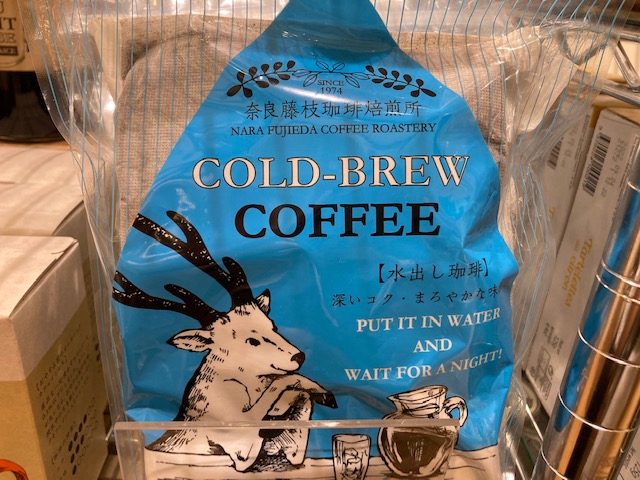 SINCE
1974
奈良藤枝珈琲焙煎所
NARA FUJIEDA COFFEE ROASTERY
COLD-BREW
COFFEE
【水出し珈琲】
深いコク・まろやかな味
PUT IT IN WATER
AND
WAIT FOR A NIGHT!